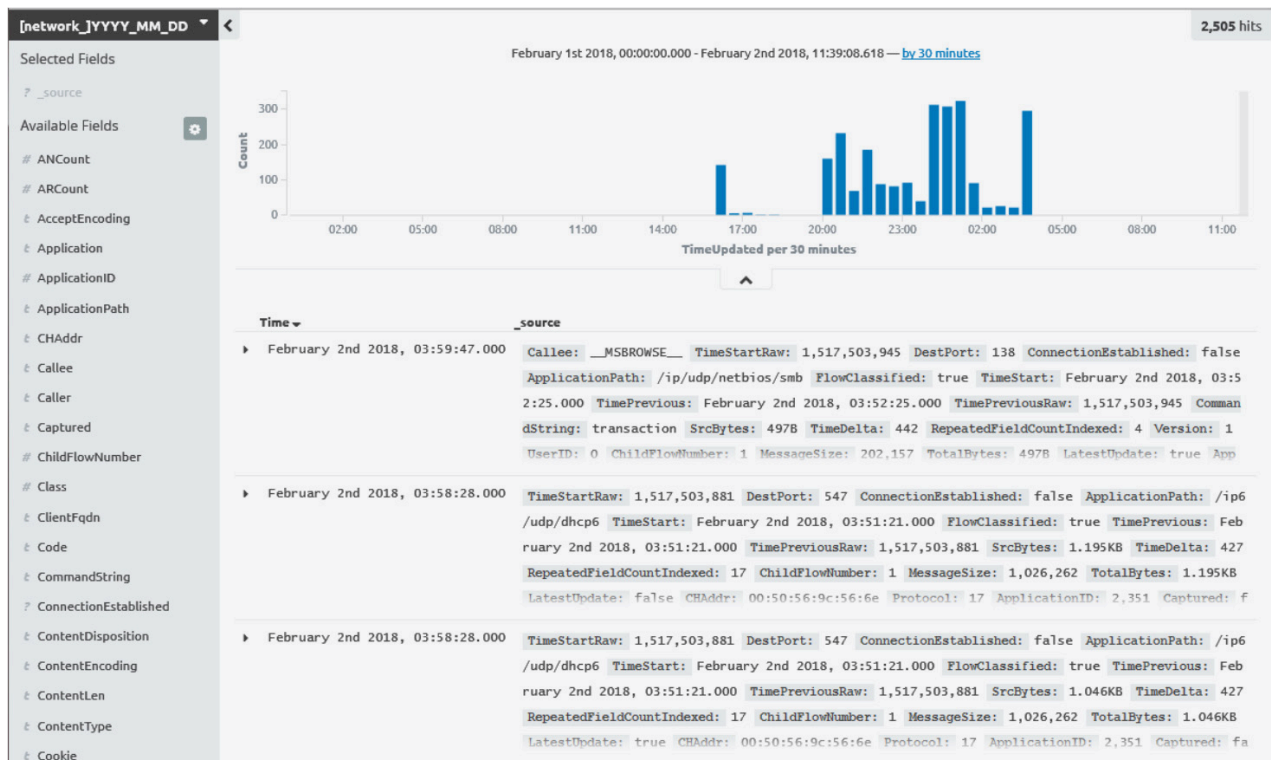 [network_]YYYY_MM_DD
2,505 hits
Selected Fields
? _source
Available Fields
# ANCount
# ARCount
t AcceptEncoding
t Application
# ApplicationID
t ApplicationPath
t CHAddr
t Callee
t Caller
t Captured
# ChildFlowNumber
# Class
t ClientFqdn
t Code
t CommandString
? ConnectionEstablished
t ContentDisposition
t ContentEncoding
t ContentLen
t ContentType
t Cookie
February 1st 2018, 00:00:00.000 - February 2nd 2018, 11:39:08.618 — by 30 minutes
Count
300
200
100
0
02:00 05:00 08:00 11:00 14:00 17:00 20:00 23:00 02:00 05:00 08:00 11:00
TimeUpdated per 30 minutes
Time _source
February 2nd 2018, 03:59:47.000
Callee: __MSBROWSE__ TimeStartRaw: 1,517,503,945 DestPort: 138 ConnectionEstablished: false
ApplicationPath: /ip/udp/netbios/smb FlowClassified: true TimeStart: February 2nd 2018, 03:5
2:25.000 TimePrevious: February 2nd 2018, 03:52:25.000 TimePreviousRaw: 1,517,503,945 Comman
dString: transaction SrcBytes: 497B TimeDelta: 442 RepeatedFieldCountIndexed: 4 Version: 1
UserID: 0 ChildFlowNumber: 1 MessageSize: 202,157 TotalBytes: 497B LatestUpdate: true App
February 2nd 2018, 03:58:28.000
TimeStartRaw: 1,517,503,881 DestPort: 547 ConnectionEstablished: false ApplicationPath: /ip6
/udp/dhcp6 TimeStart: February 2nd 2018, 03:51:21.000 FlowClassified: true TimePrevious: Feb
ruary 2nd 2018, 03:51:21.000 TimePreviousRaw: 1,517,503,881 SrcBytes: 1.195KB TimeDelta: 427
RepeatedFieldCountIndexed: 17 ChildFlowNumber: 1 MessageSize: 1,026,262 TotalBytes: 1.195KB
LatestUpdate: false CHAddr: 00:50:56:9c:56:6e Protocol: 17 ApplicationID: 2,351 Captured: f
February 2nd 2018, 03:58:28.000
TimeStartRaw: 1,517,503,881 DestPort: 547 ConnectionEstablished: false ApplicationPath: /ip6
/udp/dhcp6 TimeStart: February 2nd 2018, 03:51:21.000 FlowClassified: true TimePrevious: Feb
ruary 2nd 2018, 03:51:21.000 TimePreviousRaw: 1,517,503,881 SrcBytes: 1.046KB TimeDelta: 427
RepeatedFieldCountIndexed: 17 ChildFlowNumber: 1 MessageSize: 1,026,262 TotalBytes: 1.046KB
LatestUpdate: true CHAddr: 00:50:56:9c:56:6e Protocol: 17 ApplicationID: 2,351 Captured: fa